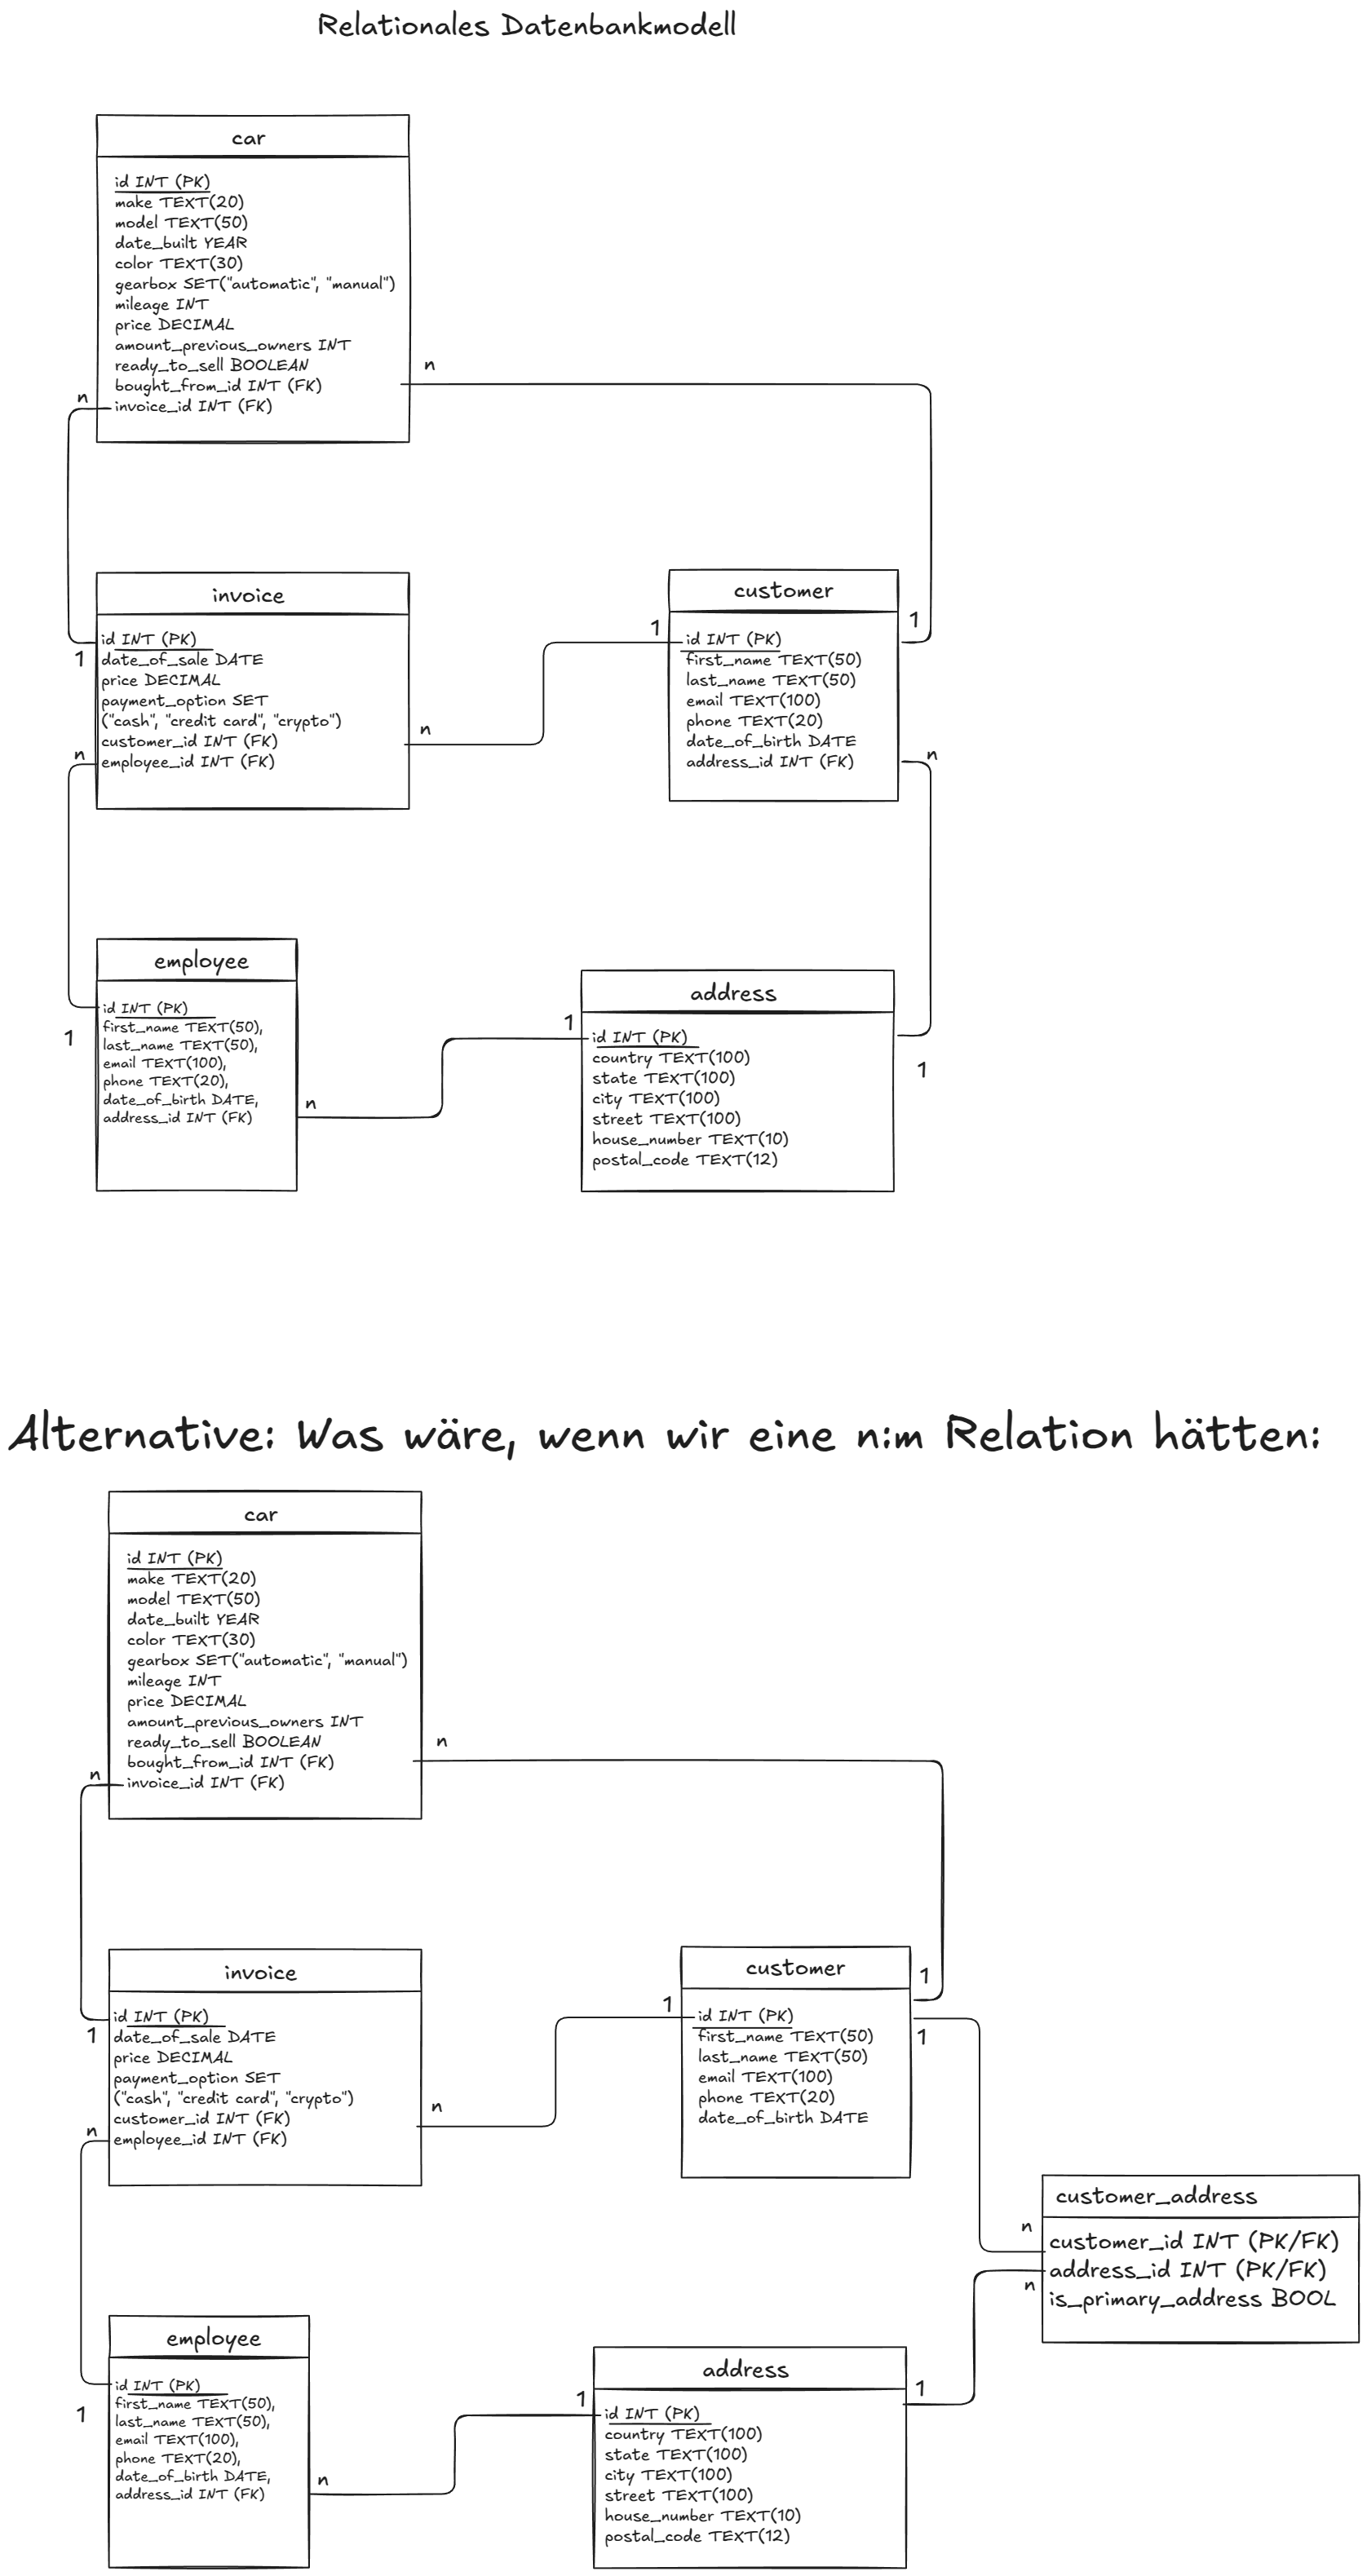 Relationales Datenbankmodell
car
id INT (PK)
make TEXT(20)
model TEXT(50)
date_built YEAR
color TEXT(30)
gearbox SET("automatic", "manual")
mileage INT
price DECIMAL
amount_previous_owners INT
ready_to_sell BOOLEAN
n
bought_from_id INT (FK)
n
invoice_id INT (FK)
invoice
id INT (PK)
1
date_of_sale DATE
price DECIMAL
payment_option SET
("cash", "credit card", "crypto")
customer_id INT (FK)
n
n
employee_id INT (FK)
customer
1
1
id INT (PK)
first_name TEXT(50)
last_name TEXT(50)
email TEXT(100)
phone TEXT(20)
date_of_birth DATE
address_id INT (FK)
n
employee
id INT (PK)
1
first_name TEXT(50),
last_name TEXT(50),
email TEXT(100),
phone TEXT(20),
date_of_birth DATE,
address_id INT (FK)
n
address
1
id INT (PK)
1
country TEXT(100)
state TEXT(100)
city TEXT(100)
street TEXT(100)
house_number TEXT(10)
postal_code TEXT(12)
Alternative: Was wäre, wenn wir eine n:m Relation hätten:
car
id INT (PK)
make TEXT(20)
model TEXT(50)
date_built YEAR
color TEXT(30)
gearbox SET("automatic", "manual")
mileage INT
price DECIMAL
amount_previous_owners INT
ready_to_sell BOOLEAN
n
bought_from_id INT (FK)
n
invoice_id INT (FK)
invoice
id INT (PK)
1
date_of_sale DATE
price DECIMAL
payment_option SET
("cash", "credit card", "crypto")
customer_id INT (FK)
n
n
employee_id INT (FK)
customer
1
1
id INT (PK)
1
first_name TEXT(50)
last_name TEXT(50)
email TEXT(100)
phone TEXT(20)
date_of_birth DATE
customer_address
n
customer_id INT (PK/FK)
address_id INT (PK/FK)
n
is_primary_address BOOL
employee
id INT (PK)
1
first_name TEXT(50),
last_name TEXT(50),
email TEXT(100),
phone TEXT(20),
date_of_birth DATE,
address_id INT (FK)
n
address
1
1
id INT (PK)
country TEXT(100)
state TEXT(100)
city TEXT(100)
street TEXT(100)
house_number TEXT(10)
postal_code TEXT(12)